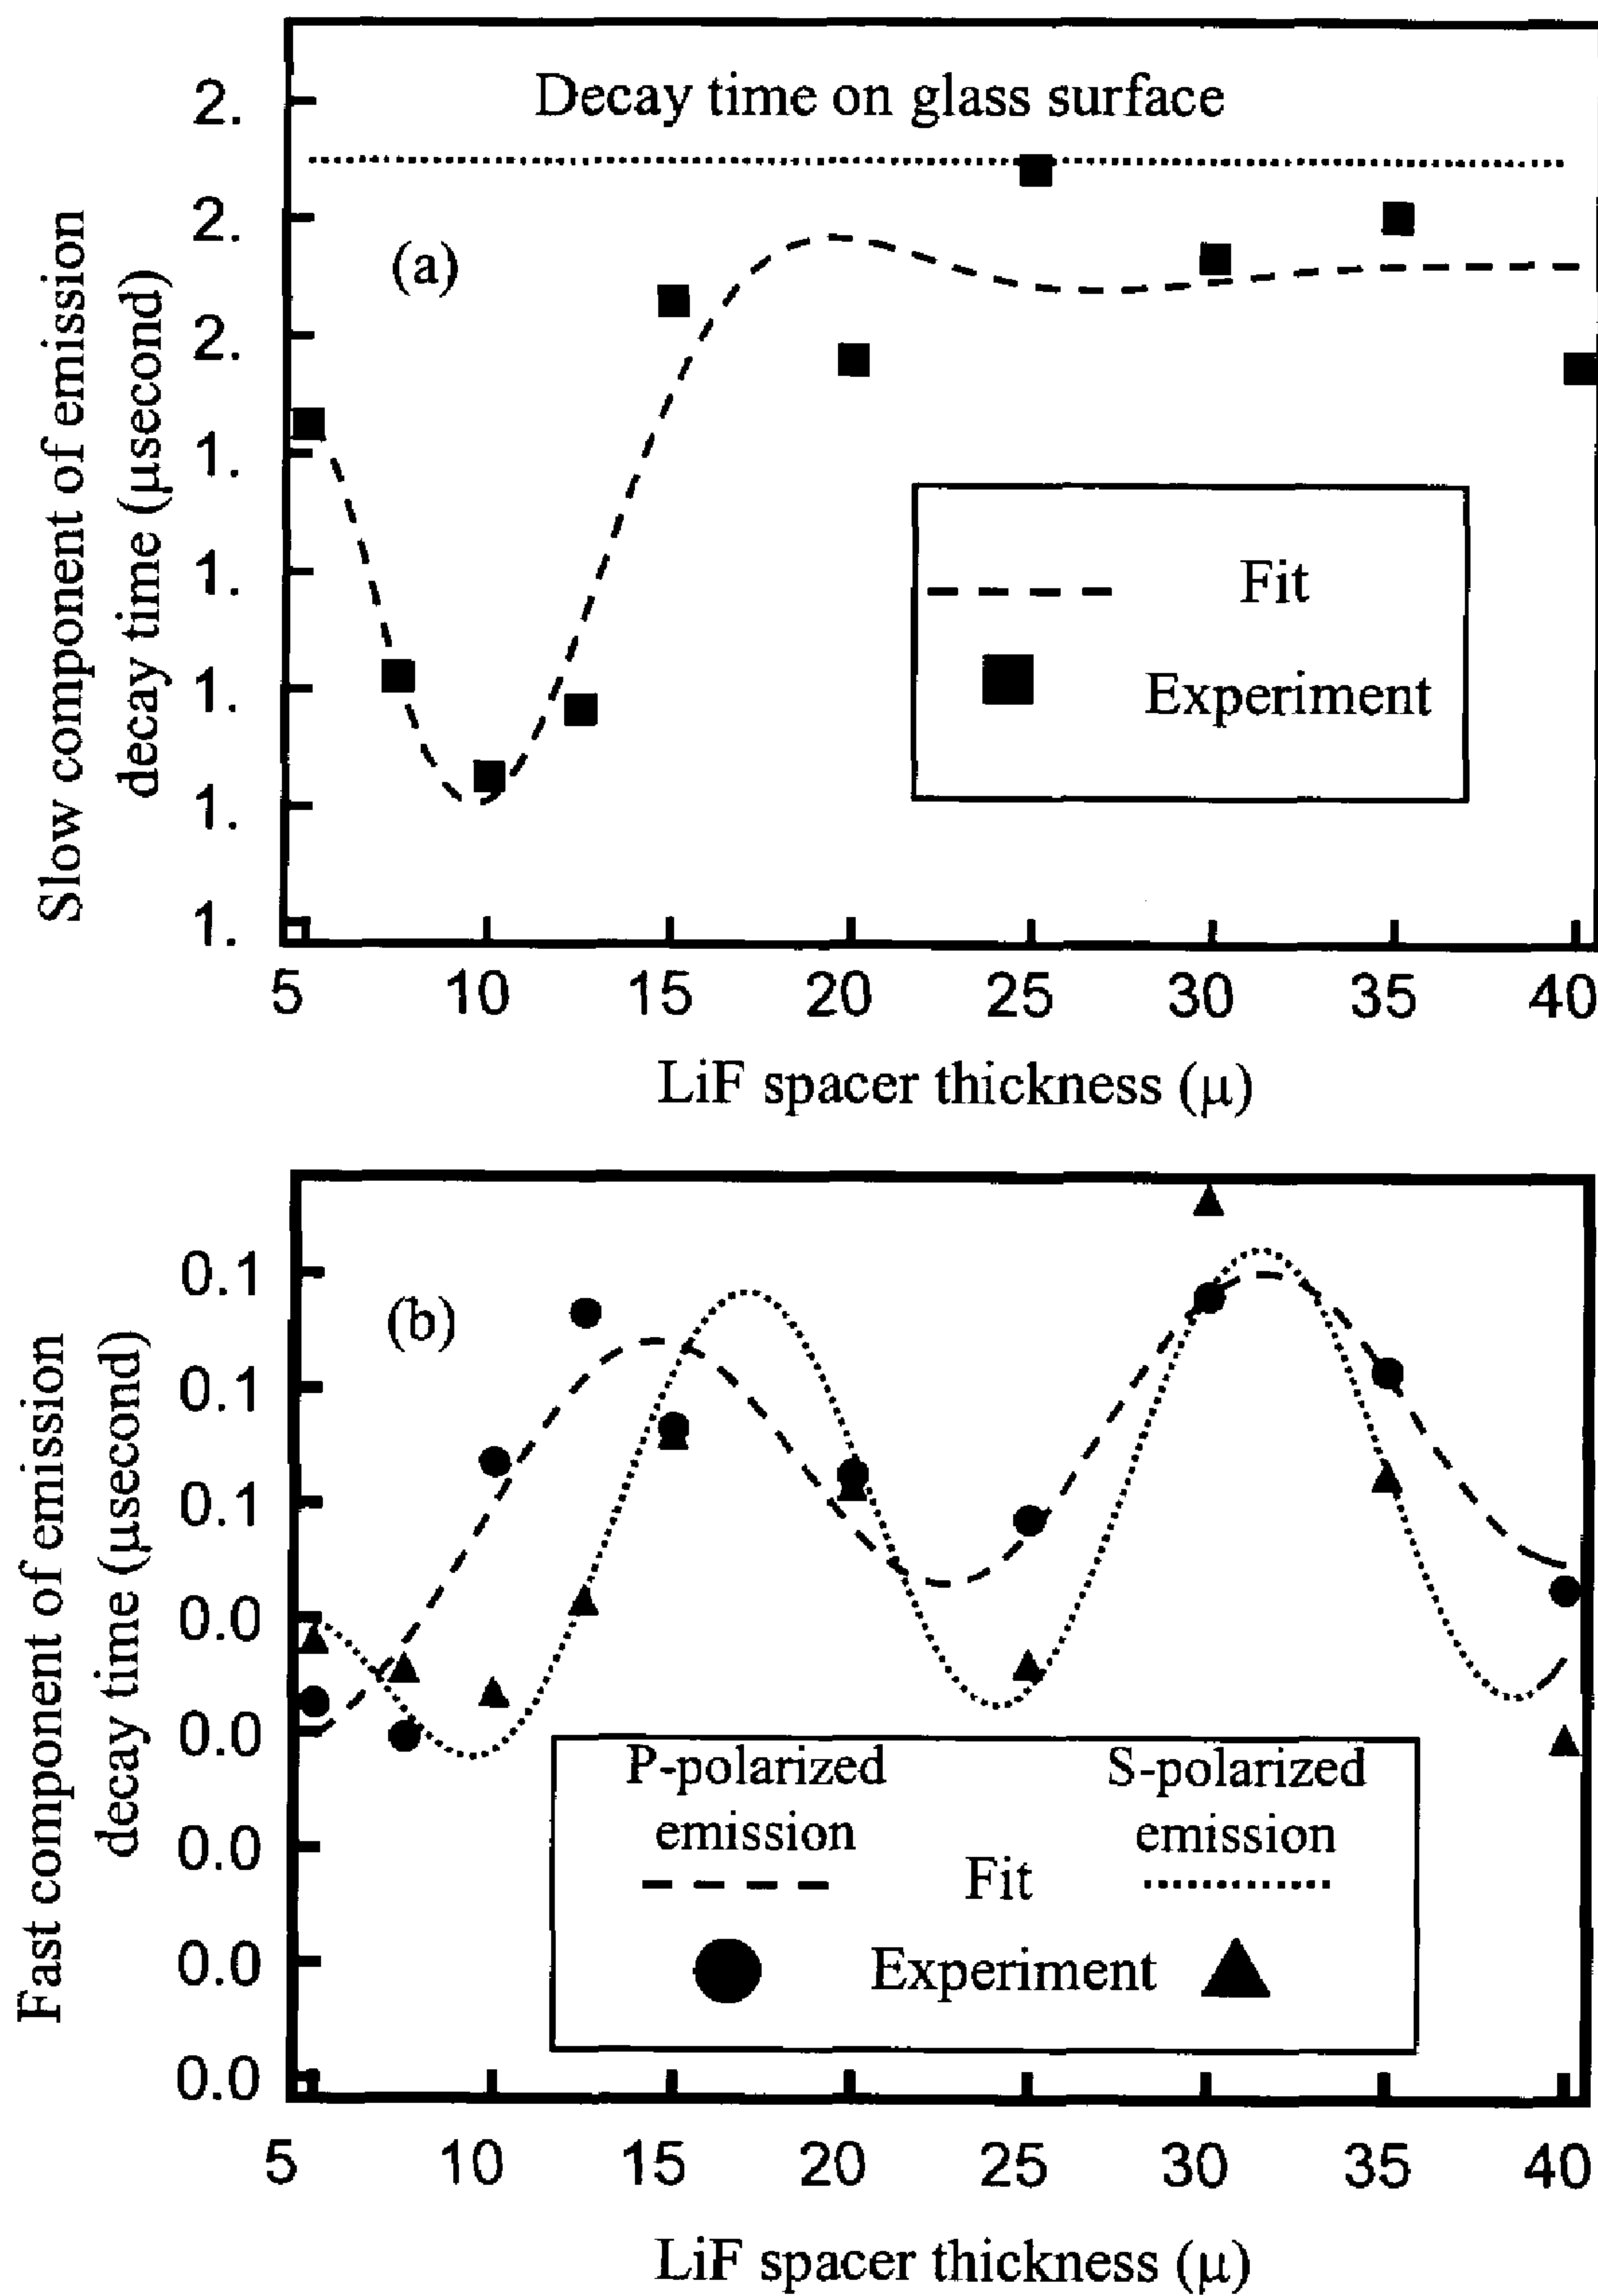 Decay time on glass surface
(a)
2.
2.
2.
1.
1.
1.
1.
1.
Slow component of emission
decay time (μsecond)
Fit
Experiment
5 10 15 20 25 30 35 40
LiF spacer thickness (μ)
(b)
0.1
0.1
0.1
0.0
0.0
0.0
0.0
0.0
Fast component of emission
decay time (μsecond)
P-polarized S-polarized
emission emission
Fit
Experiment
5 10 15 20 25 30 35 40
LiF spacer thickness (μ)